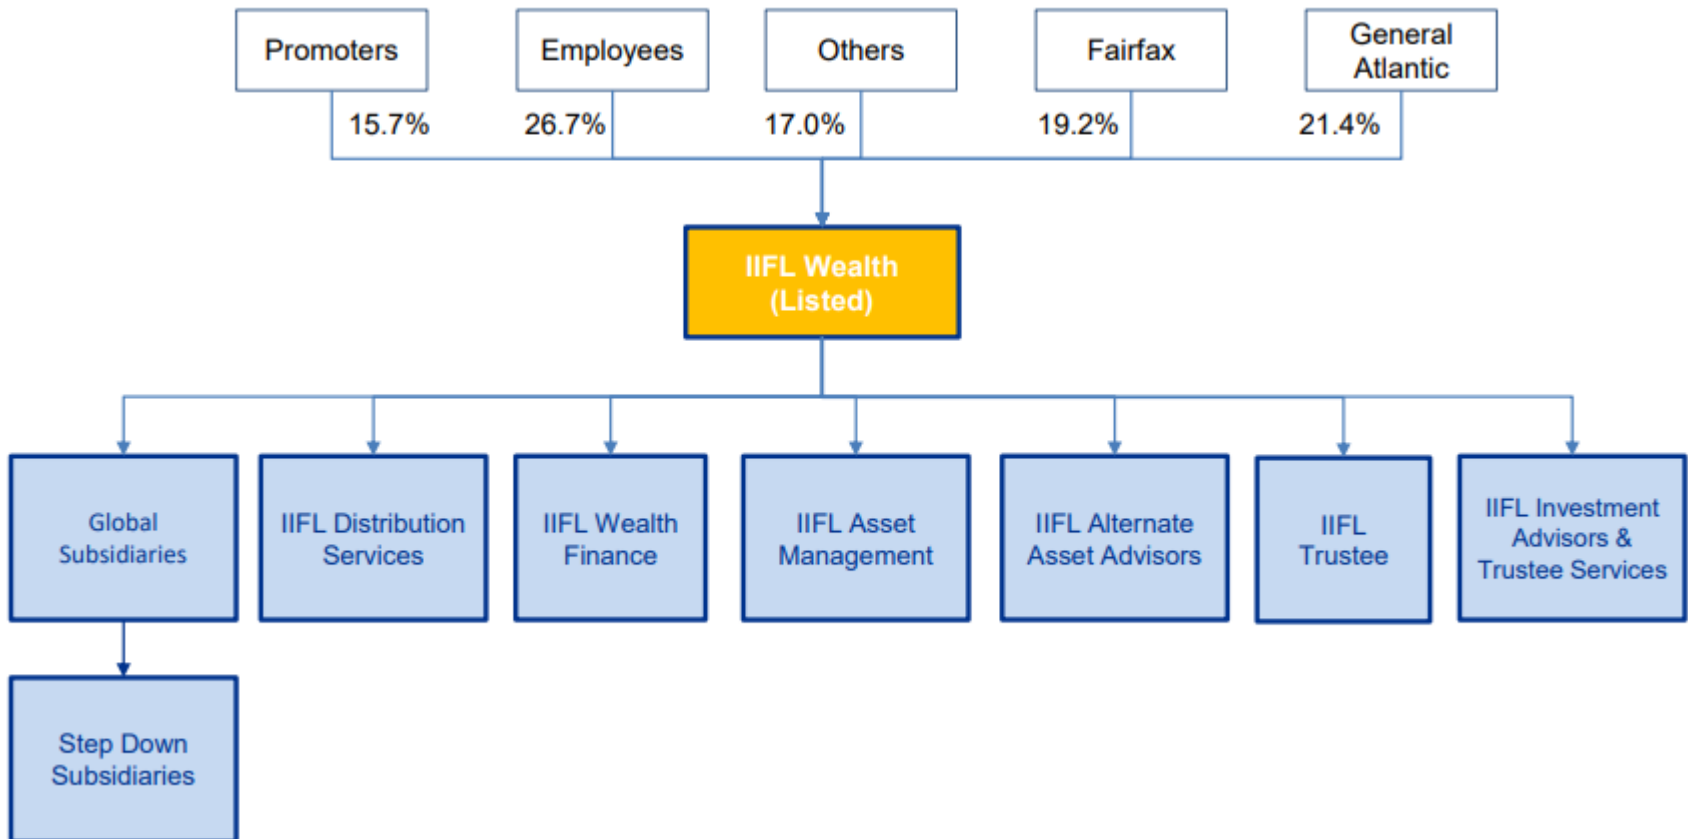 Promoters
Employees
Others
Fairfax
General
Atlantic
15.7%
26.7%
17.0%
19.2%
21.4%
IIFL Wealth
(Listed)
Global
Subsidiaries
IIFL Distribution
Services
IIFL Wealth
Finance
IIFL Asset
Management
IIFL Alternate
Asset Advisors
IIFL
Trustee
IIFL Investment
Advisors &
Trustee Services
Step Down
Subsidiaries